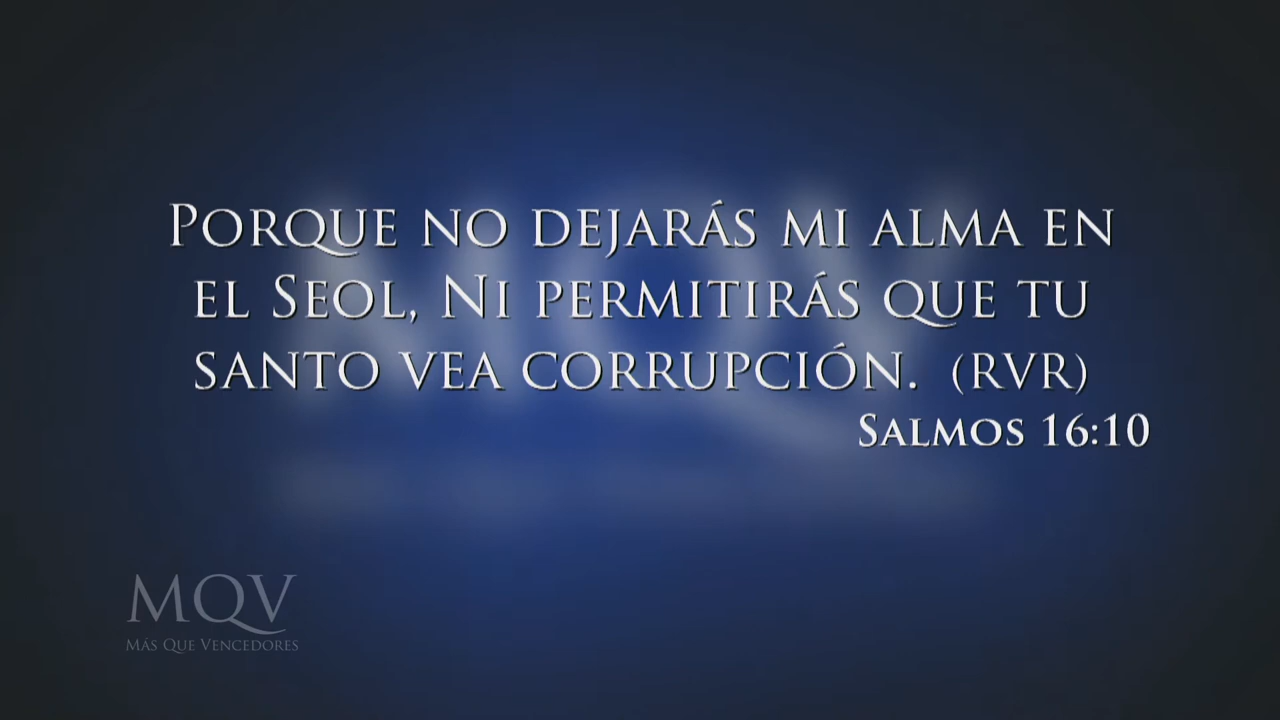 Porque no dejarás mi alma en
el Seol, Ni permitirás que tu
santo vea corrupción. (RVR)
Salmos 16:10
MQV
Más Que Vencedores